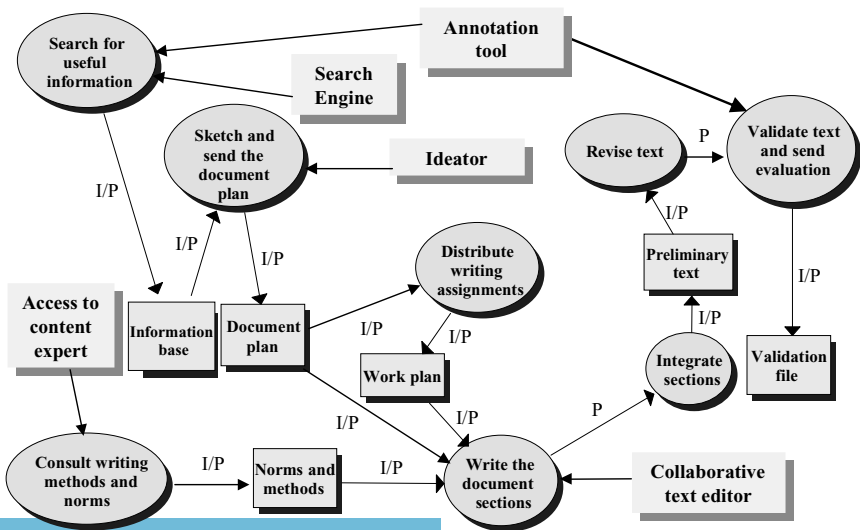 Search for
useful
information
Annotation
tool
Search
Engine
Sketch and
send the
document
plan
Ideator
Revise text
P
Validate text
and send
evaluation
I/P
I/P
I/P
I/P
Distribute
writing
assignments
Preliminary
text
I/P
Access to
content
expert
Information
base
Document
plan
I/P
I/P
I/P
Work plan
Integrate
sections
Validation
file
I/P
I/P
P
Consult writing
methods and
norms
I/P
Norms and
methods
I/P
Write the
document
sections
Collaborative
text editor